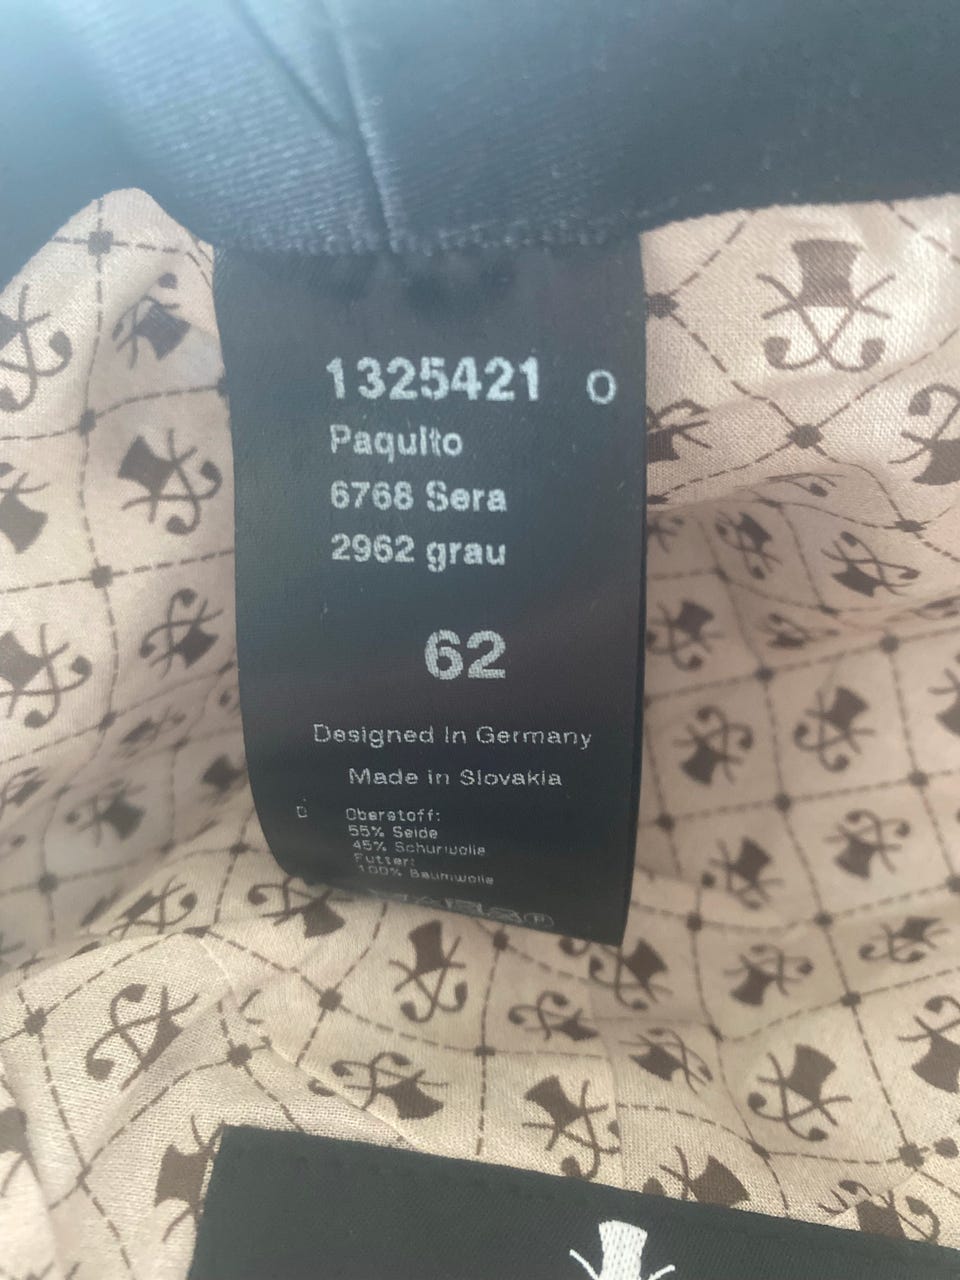 1325421 O
Paquito
6768 Sera
2962 grau
62
Designed in Germany
Made in Slovakia
D Oberstoff:
55% Seide
45% Schurwolle
Futter:
100% Baumwolle